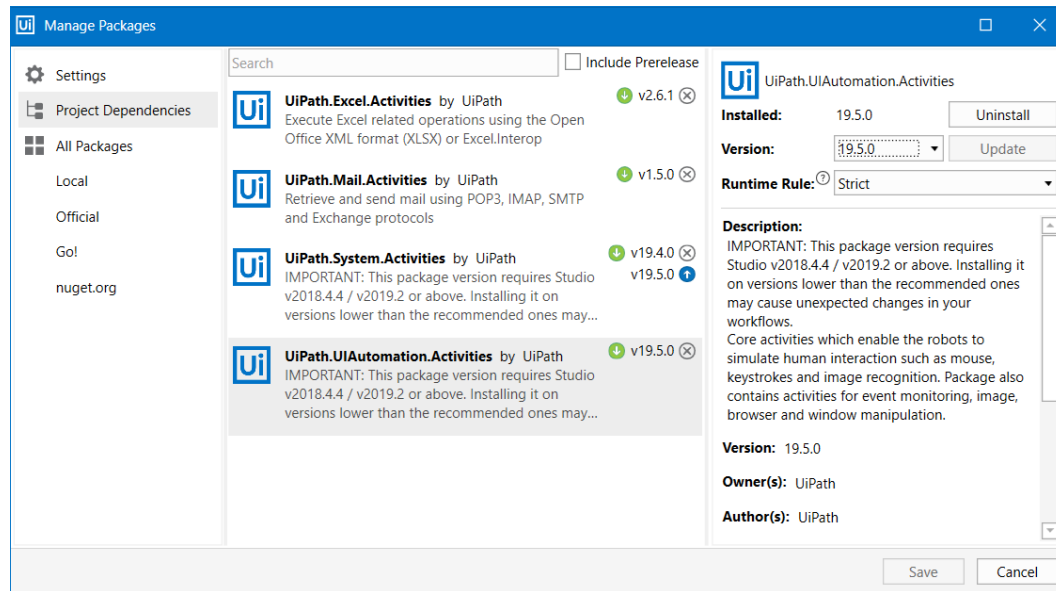 Ui Manage Packages
Settings
Project Dependencies
All Packages
Local
Official
Go!
nuget.org
Search
Include Prerelease
Ui
UiPath.Excel.Activities by UiPath
v2.6.1
Execute Excel related operations using the Open
Office XML format (XLSX) or Excel.Interop
Ui
UiPath.Mail.Activities by UiPath
v1.5.0
Retrieve and send mail using POP3, IMAP, SMTP
and Exchange protocols
Ui
UiPath.System.Activities by UiPath
v19.4.0
v19.5.0
IMPORTANT: This package version requires Studio
v2018.4.4 / v2019.2 or above. Installing it on
versions lower than the recommended ones may...
Ui
UiPath.UIAutomation.Activities by UiPath
v19.5.0
IMPORTANT: This package version requires Studio
v2018.4.4 / v2019.2 or above. Installing it on
versions lower than the recommended ones may...
Ui UiPath.UIAutomation.Activities
Installed: 19.5.0 Uninstall
Version: 19.5.0 Update
Runtime Rule: ? Strict
Description:
IMPORTANT: This package version requires
Studio v2018.4.4 / v2019.2 or above. Installing it
on versions lower than the recommended ones
may cause unexpected changes in your
workflows.
Core activities which enable the robots to
simulate human interaction such as mouse,
keystrokes and image recognition. Package also
contains activities for event monitoring, image,
browser and window manipulation.
Version: 19.5.0
Owner(s): UiPath
Author(s): UiPath
Save Cancel